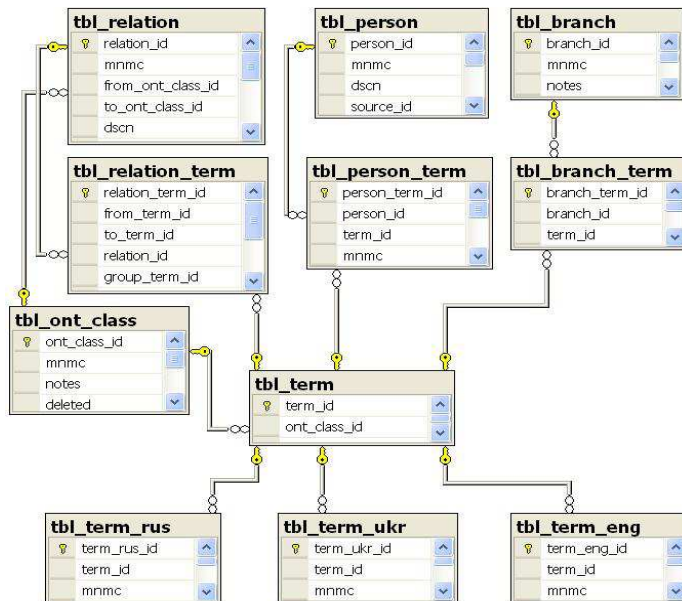 tbl_relation
relation_id
mnmc
from_ont_class_id
to_ont_class_id
dscn
tbl_person
person_id
mnmc
dscn
source_id
tbl_branch
branch_id
mnmc
notes
tbl_relation_term
relation_term_id
from_term_id
to_term_id
relation_id
group_term_id
tbl_person_term
person_term_id
person_id
term_id
mnmc
tbl_branch_term
branch_term_id
branch_id
term_id
tbl_ont_class
ont_class_id
mnmc
notes
deleted
tbl_term
term_id
ont_class_id
tbl_term_rus
term_rus_id
term_id
mnmc
tbl_term_ukr
term_ukr_id
term_id
mnmc
tbl_term_eng
term_eng_id
term_id
mnmc